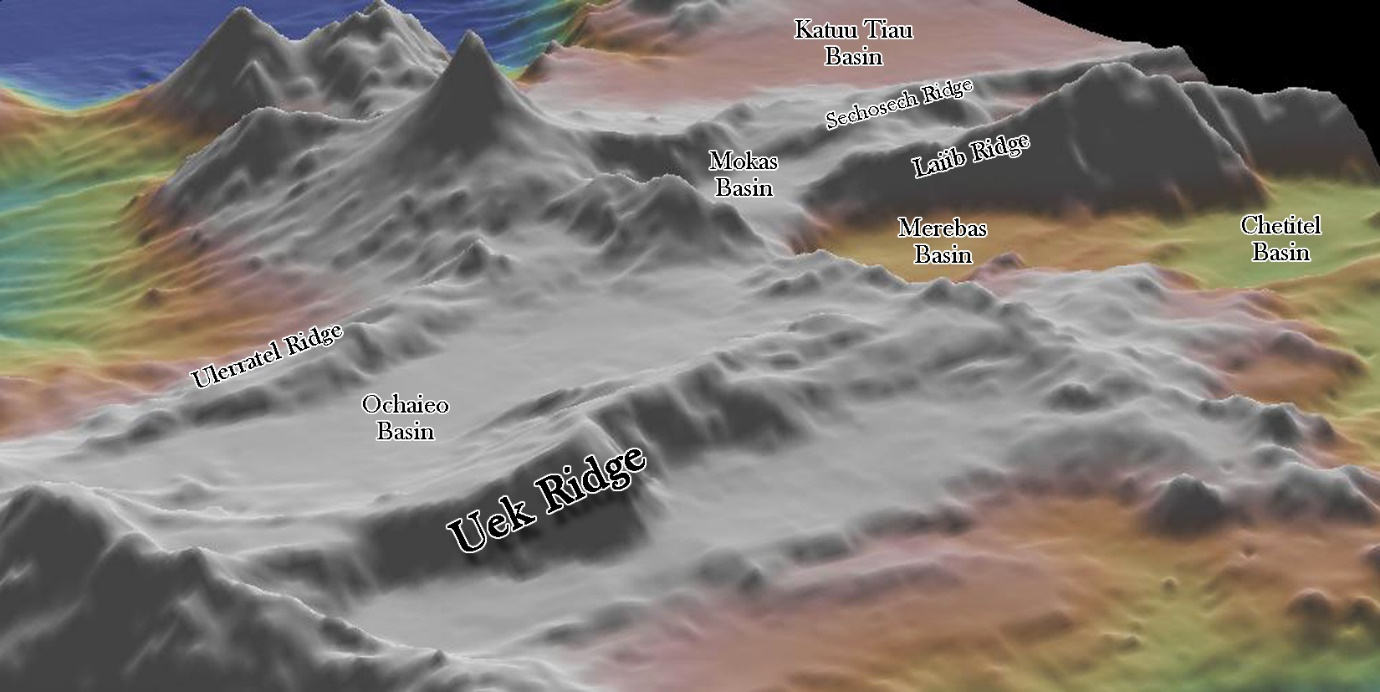 Katuu Tiau
Basin
Sechosech Ridge
Laiib Ridge
Mokas
Basin
Merebas
Basin
Chetitel
Basin
Ulerratel Ridge
Ochaieo
Basin
Uek Ridge